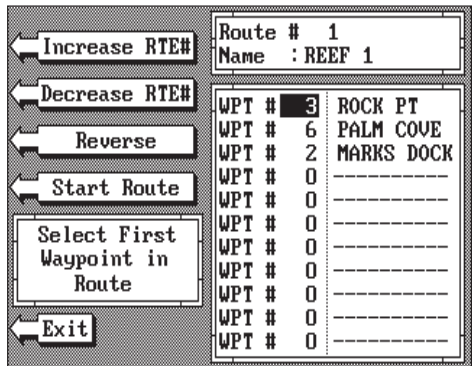 Increase RTE#
Decrease RTE#
Reverse
Start Route
Select First
Waypoint in
Route
Exit
Route # 1
Name : REEF 1
WPT # 3 ROCK PT
WPT # 6 PALM COVE
WPT # 2 MARKS DOCK
WPT # 0 ----------
WPT # 0 ----------
WPT # 0 ----------
WPT # 0 ----------
WPT # 0 ----------
WPT # 0 ----------
WPT # 0 ----------
WPT # 0 ----------